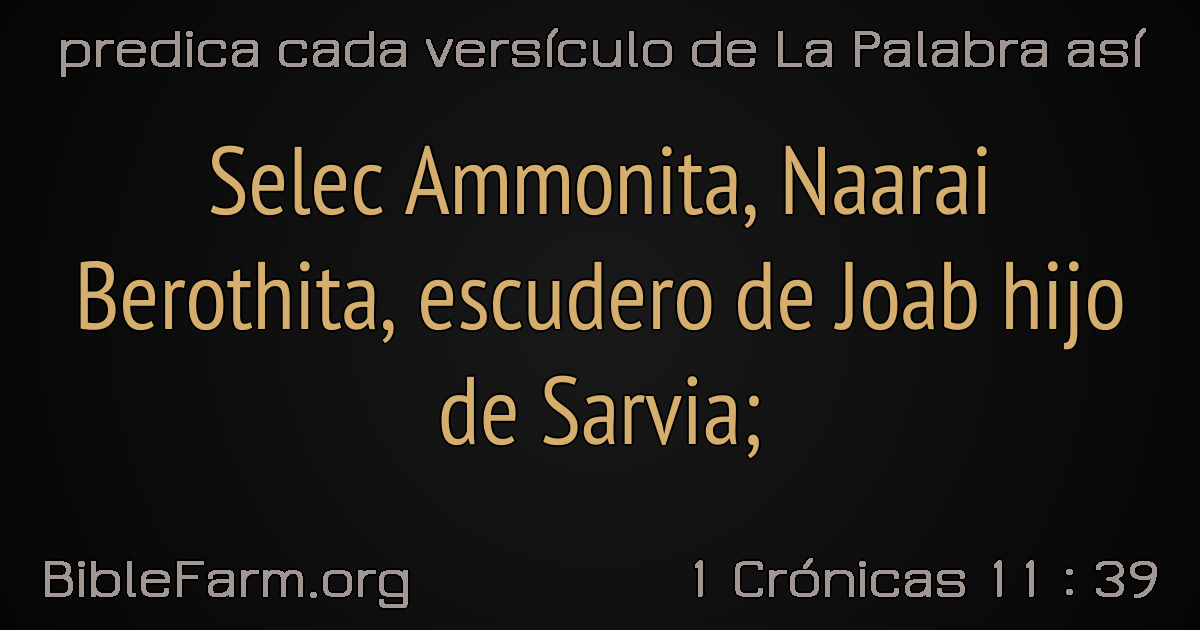 predica cada versículo de La Palabra así
Selec Ammonita, Naarai
Berothita, escudero de Joab hijo
de Sarvia;
BibleFarm.org
1 Crónicas 11 : 39